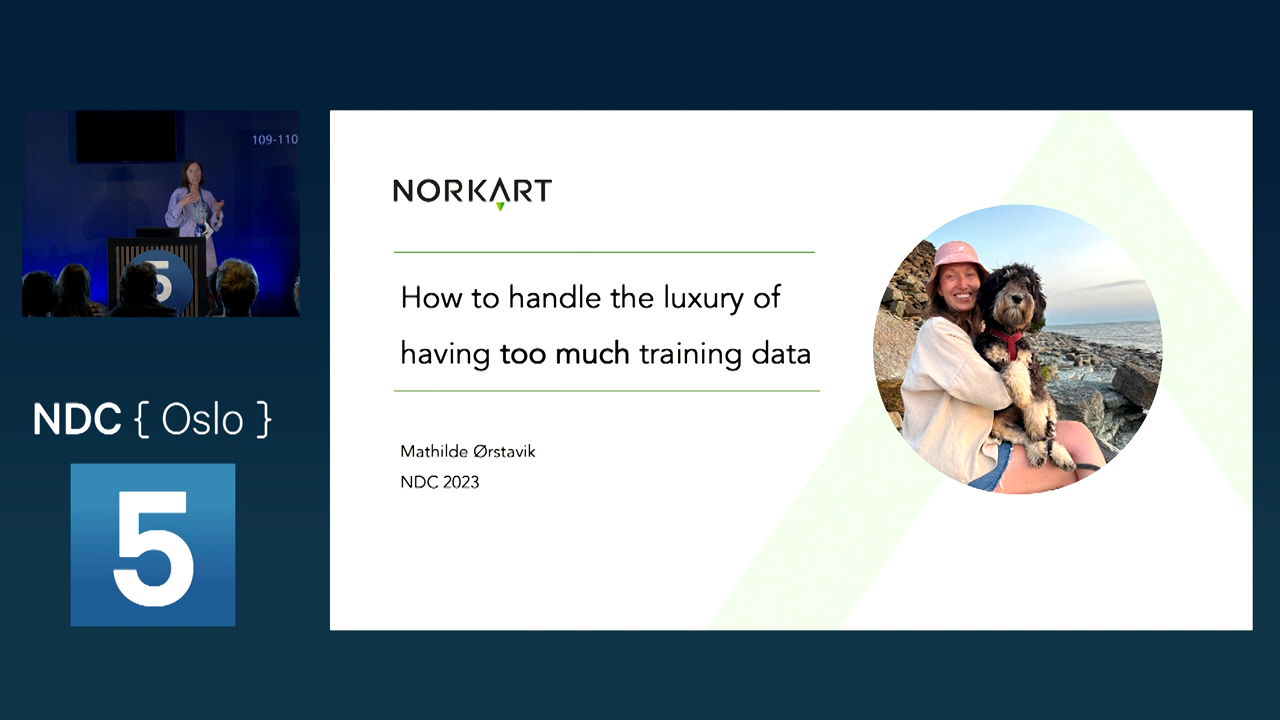 109-110
5
NDC { Oslo }
5
NORKART
How to handle the luxury of
having too much training data
Mathilde Ørstavik
NDC 2023